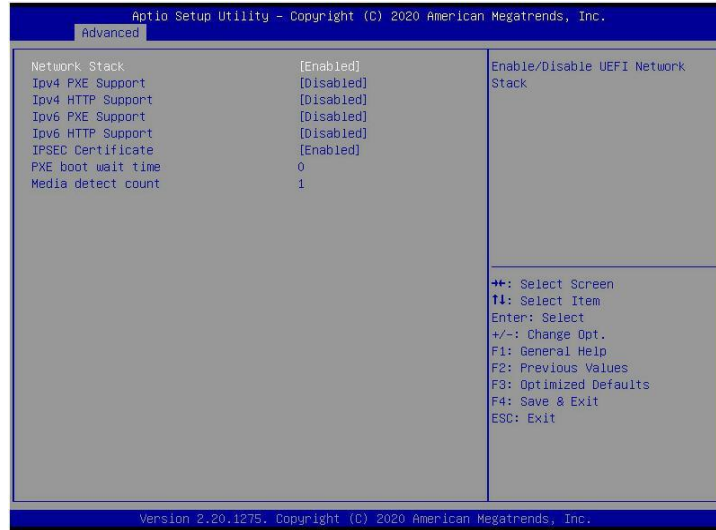 Aptio Setup Utility – Copyright (C) 2020 American Megatrends, Inc.
Advanced
Network Stack [Enabled]
Ipv4 PXE Support [Disabled]
Ipv4 HTTP Support [Disabled]
Ipv6 PXE Support [Disabled]
Ipv6 HTTP Support [Disabled]
IPSEC Certificate [Enabled]
PXE boot wait time 0
Media detect count 1
Enable/Disable UEFI Network
Stack
→←: Select Screen
↑↓: Select Item
Enter: Select
+/-: Change Opt.
F1: General Help
F2: Previous Values
F3: Optimized Defaults
F4: Save & Exit
ESC: Exit
Version 2.20.1275. Copyright (C) 2020 American Megatrends, Inc.